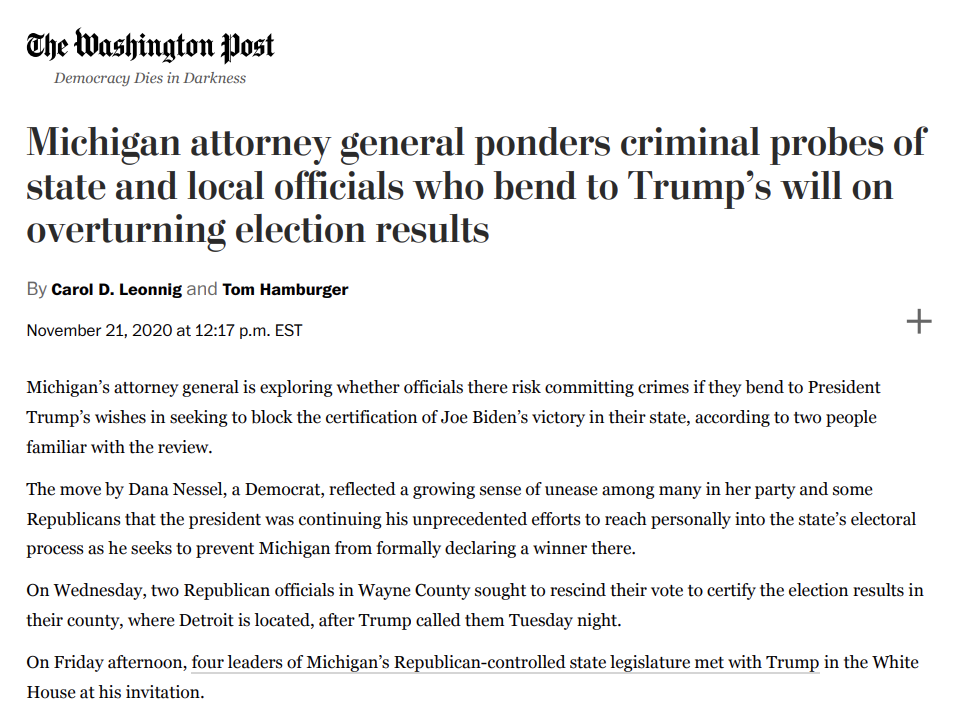 The Washington Post
Democracy Dies in Darkness
Michigan attorney general ponders criminal probes of
state and local officials who bend to Trump’s will on
overturning election results
By Carol D. Leonnig and Tom Hamburger
November 21, 2020 at 12:17 p.m. EST
Michigan’s attorney general is exploring whether officials there risk committing crimes if they bend to President
Trump’s wishes in seeking to block the certification of Joe Biden’s victory in their state, according to two people
familiar with the review.
The move by Dana Nessel, a Democrat, reflected a growing sense of unease among many in her party and some
Republicans that the president was continuing his unprecedented efforts to reach personally into the state’s electoral
process as he seeks to prevent Michigan from formally declaring a winner there.
On Wednesday, two Republican officials in Wayne County sought to rescind their vote to certify the election results in
their county, where Detroit is located, after Trump called them Tuesday night.
On Friday afternoon, four leaders of Michigan’s Republican-controlled state legislature met with Trump in the White
House at his invitation.